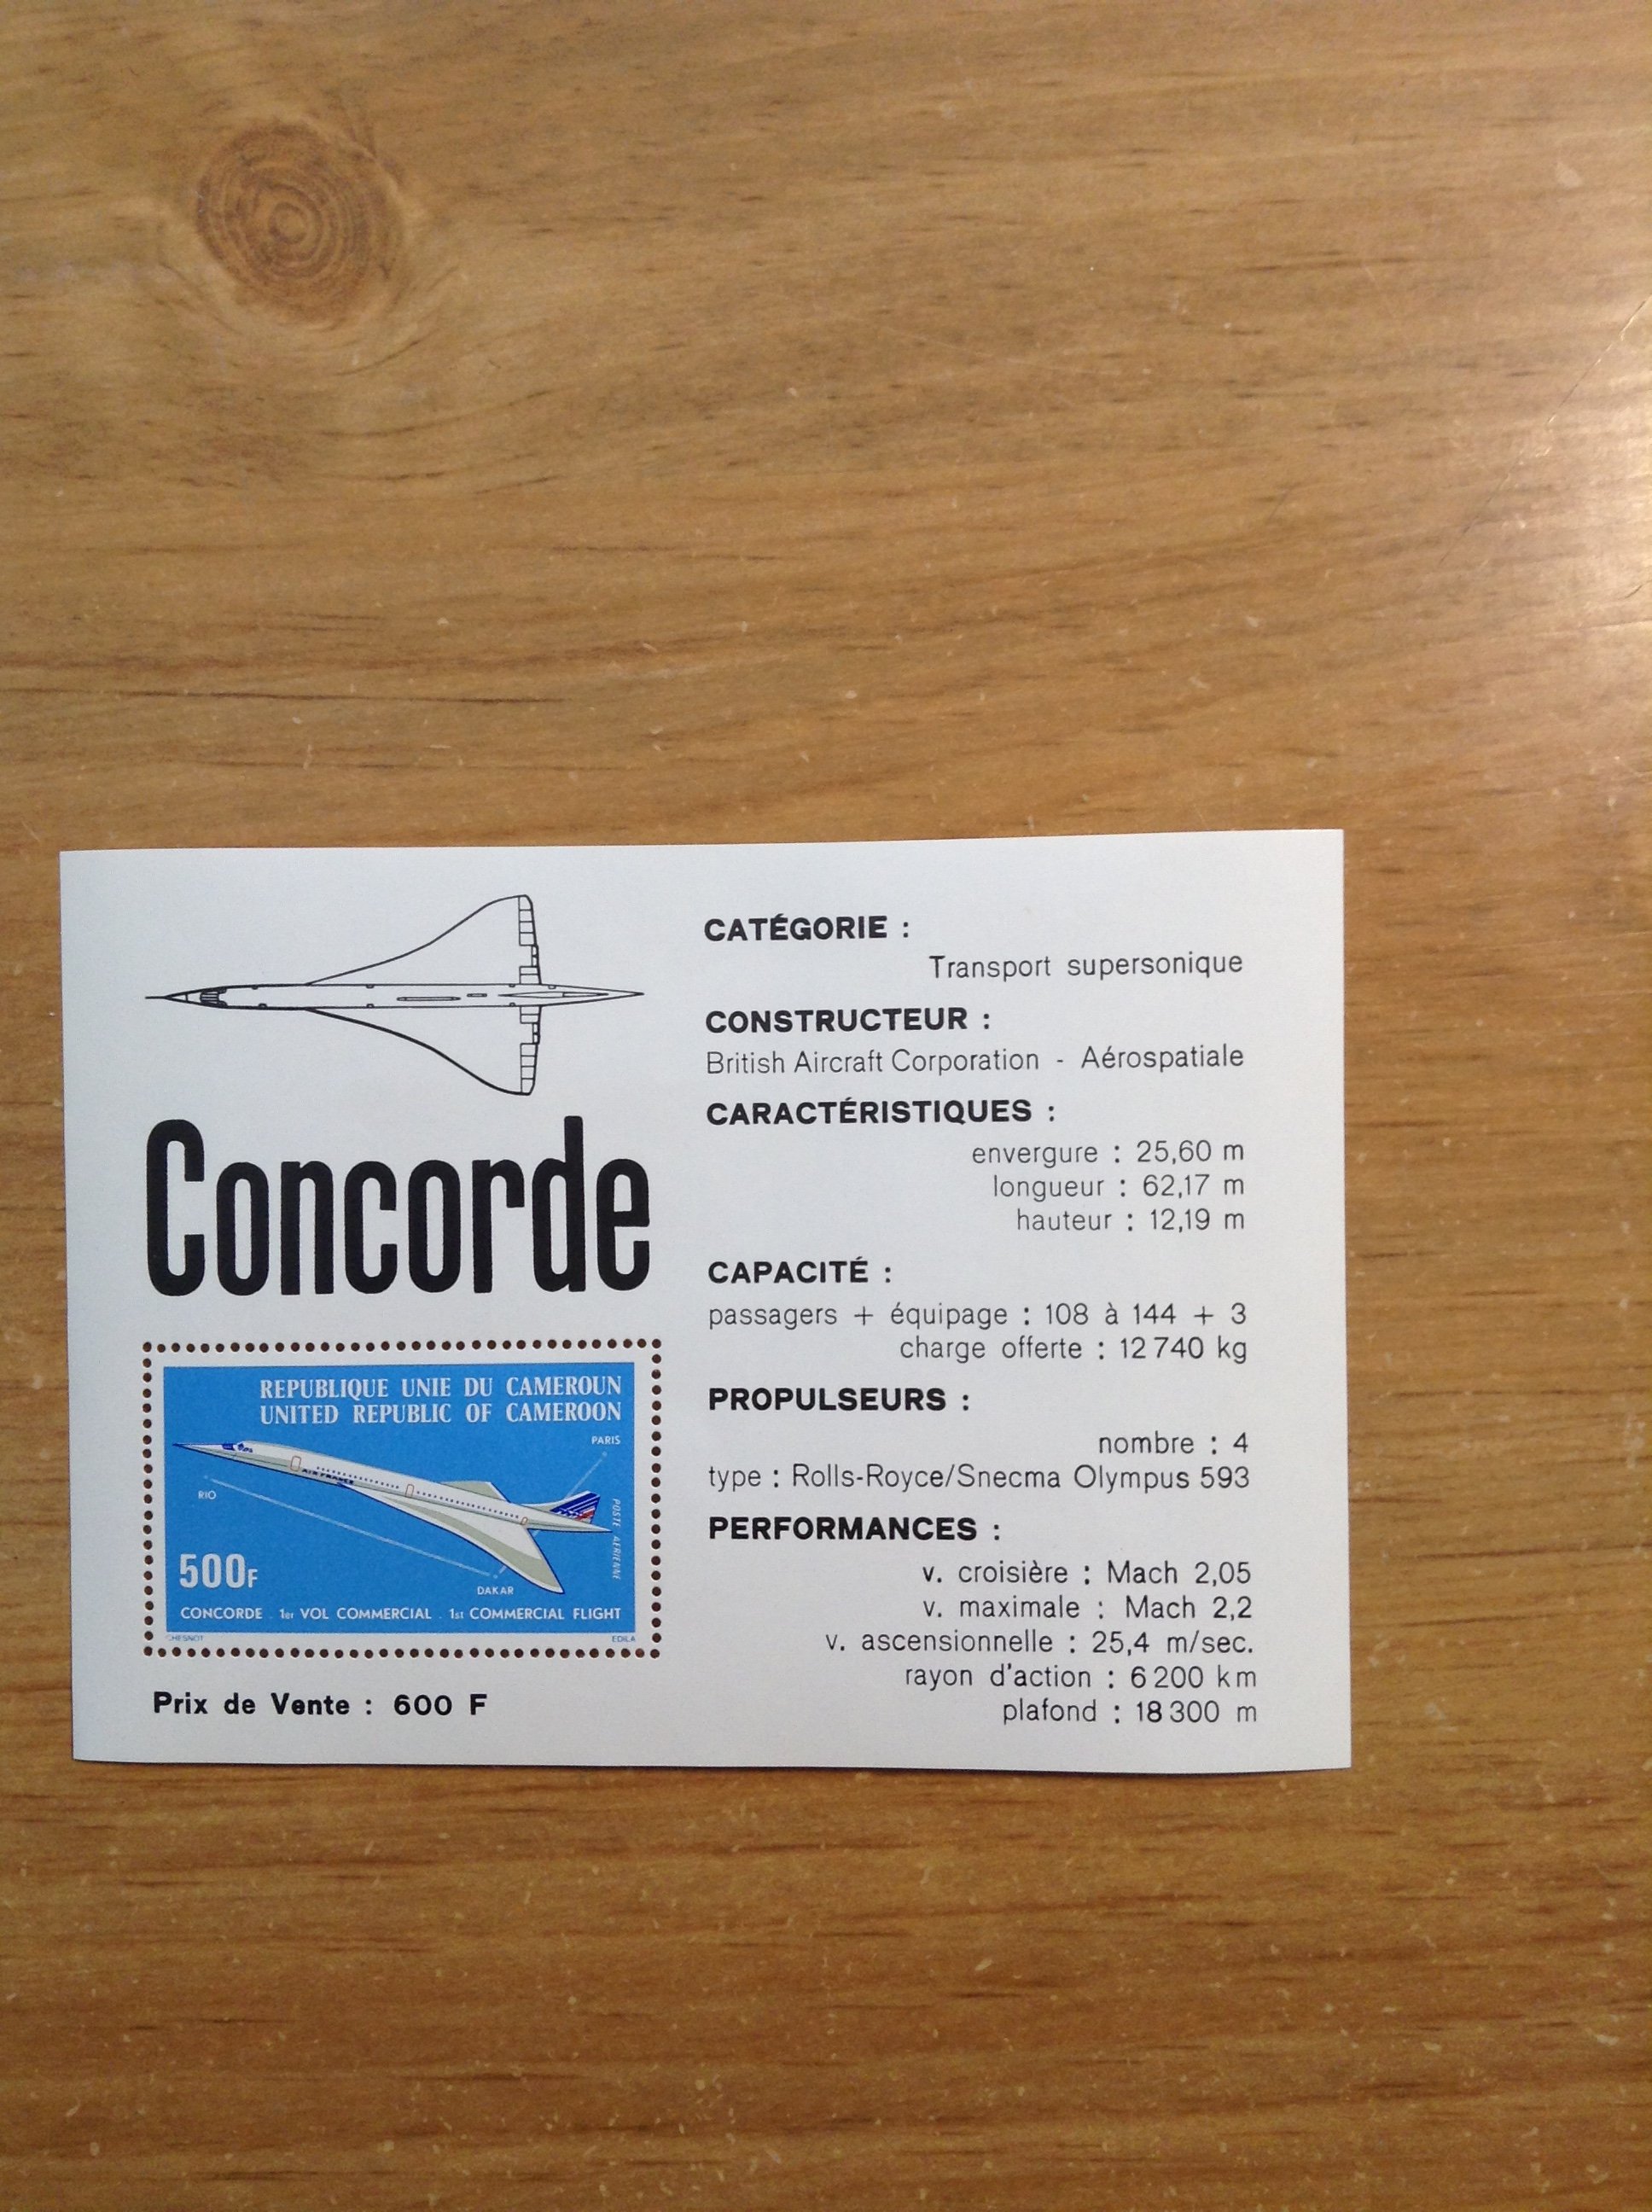 Concorde
REPUBLIQUE UNIE DU CAMEROUN
UNITED REPUBLIC OF CAMEROON
PARIS
AIR FRANCE
RIO
POSTE AERIENNE
500F
DAKAR
CONCORDE . 1er VOL COMMERCIAL . 1st COMMERCIAL FLIGHT
CHESNOT
EDILA
Prix de Vente : 600 F
CATÉGORIE :
Transport supersonique
CONSTRUCTEUR :
British Aircraft Corporation - Aérospatiale
CARACTÉRISTIQUES :
envergure : 25,60 m
longueur : 62,17 m
hauteur : 12,19 m
CAPACITÉ :
passagers + équipage : 108 à 144 + 3
charge offerte : 12 740 kg
PROPULSEURS :
nombre : 4
type : Rolls-Royce/Snecma Olympus 593
PERFORMANCES :
v. croisière : Mach 2,05
v. maximale : Mach 2,2
v. ascensionnelle : 25,4 m/sec.
rayon d'action : 6 200 km
plafond : 18 300 m